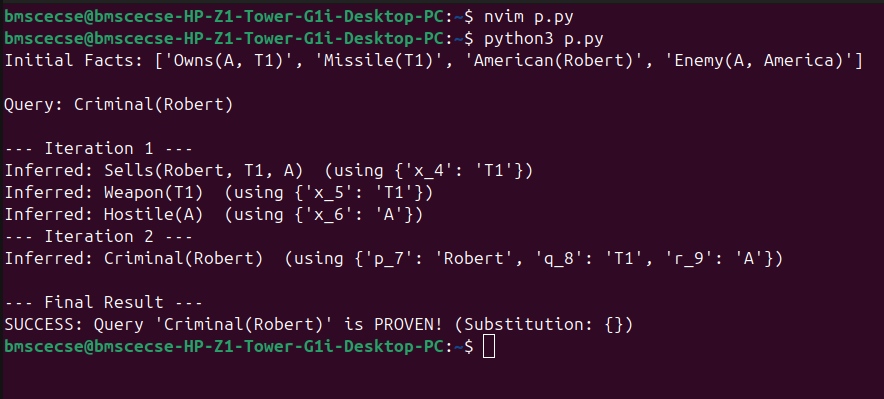 bmscecse@bmscecse-HP-Z1-Tower-G1i-Desktop-PC:~$ nvim p.py
bmscecse@bmscecse-HP-Z1-Tower-G1i-Desktop-PC:~$ python3 p.py
Initial Facts: ['Owns(A, T1)', 'Missile(T1)', 'American(Robert)', 'Enemy(A, America)']
Query: Criminal(Robert)
--- Iteration 1 ---
Inferred: Sells(Robert, T1, A)  (using {'x_4': 'T1'})
Inferred: Weapon(T1)  (using {'x_5': 'T1'})
Inferred: Hostile(A)  (using {'x_6': 'A'})
--- Iteration 2 ---
Inferred: Criminal(Robert)  (using {'p_7': 'Robert', 'q_8': 'T1', 'r_9': 'A'})
--- Final Result ---
SUCCESS: Query 'Criminal(Robert)' is PROVEN! (Substitution: {})
bmscecse@bmscecse-HP-Z1-Tower-G1i-Desktop-PC:~$